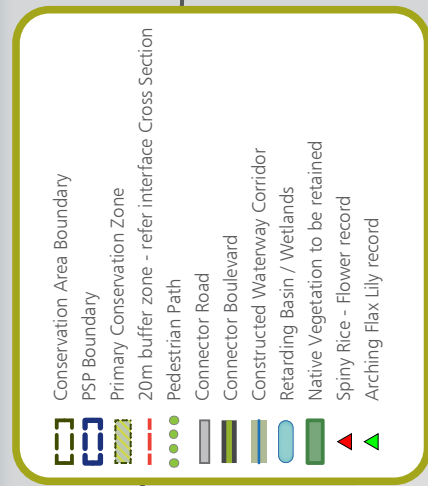 Conservation Area Boundary
PSP Boundary
Primary Conservation Zone
20m buffer zone - refer interface Cross Section
Pedestrian Path
Connector Road
Connector Boulevard
Constructed Waterway Corridor
Retarding Basin / Wetlands
Native Vegetation to be retained
Spiny Rice - Flower record
Arching Flax Lily record